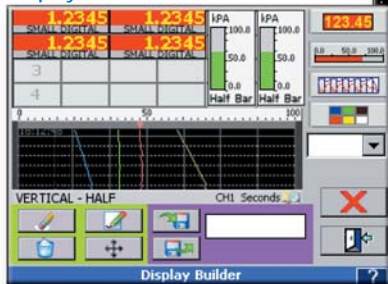 1.2345 1.2345
SMALL DIGITAL SMALL DIGITAL
1.2345 1.2345
SMALL DIGITAL SMALL DIGITAL
3
4
kPA kPA
100.0 100.0
50.0 50.0
0.0 0.0
Half Bar Half Bar
123.45
0.0 50.0 100.0
0 50 100
VERTICAL - HALF CH1 Seconds
Display Builder ?